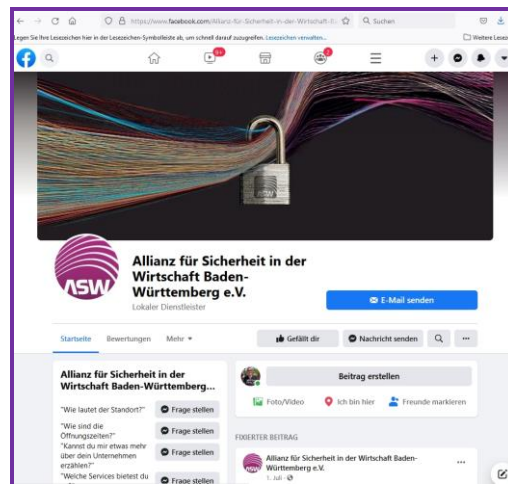 https://www.facebook.com/Allianz-für-Sicherheit-in-der-Wirtschaft-B
Q Suchen
Legen Sie Ihre Lesezeichen hier in der Lesezeichen-Symbolleiste ab, um schnell darauf zuzugreifen. Lesezeichen verwalten...
Weitere Lesez
9+
2
ASW
ASW
Allianz für Sicherheit in der
Wirtschaft Baden-
Württemberg e.V.
Lokaler Dienstleister
E-Mail senden
Startseite Bewertungen Mehr
Gefällt dir Nachricht senden
Allianz für Sicherheit in der
Wirtschaft Baden-Württemberg...
"Wie lautet der Standort?" Frage stellen
"Wie sind die
Öffnungszeiten?" Frage stellen
"Kannst du mir etwas mehr
über dein Unternehmen
erzählen?" Frage stellen
"Welche Services bietest du
Frage stellen
Beitrag erstellen
Foto/Video Ich bin hier Freunde markieren
FIXIERTER BEITRAG
Allianz für Sicherheit in der Wirtschaft Baden-
Württemberg e.V.
1. Juli